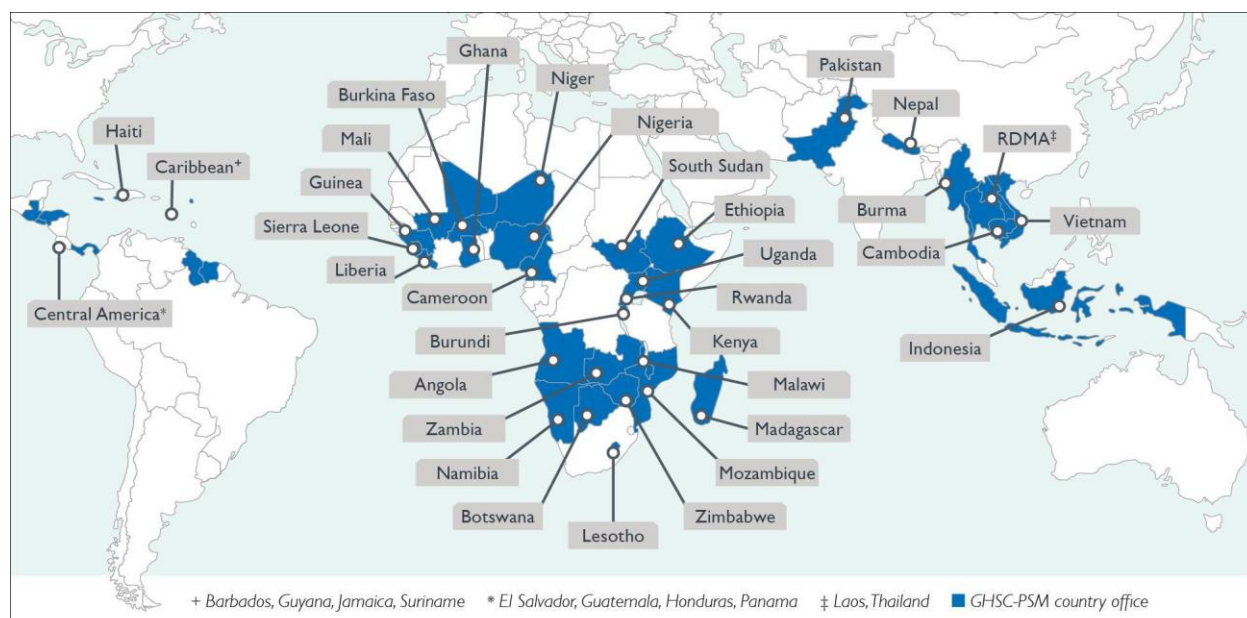 Ghana
Niger
Burkina Faso
Nigeria
Mali
Guinea
Sierra Leone
Liberia
Cameroon
Haiti
Caribbean+
Central America*
Pakistan
Nepal
RDMA‡
South Sudan
Ethiopia
Uganda
Rwanda
Kenya
Burundi
Angola
Zambia
Namibia
Botswana
Lesotho
Malawi
Madagascar
Mozambique
Zimbabwe
Burma
Vietnam
Cambodia
Indonesia
+ Barbados, Guyana, Jamaica, Suriname * El Salvador, Guatemala, Honduras, Panama ‡ Laos, Thailand GHSC-PSM country office